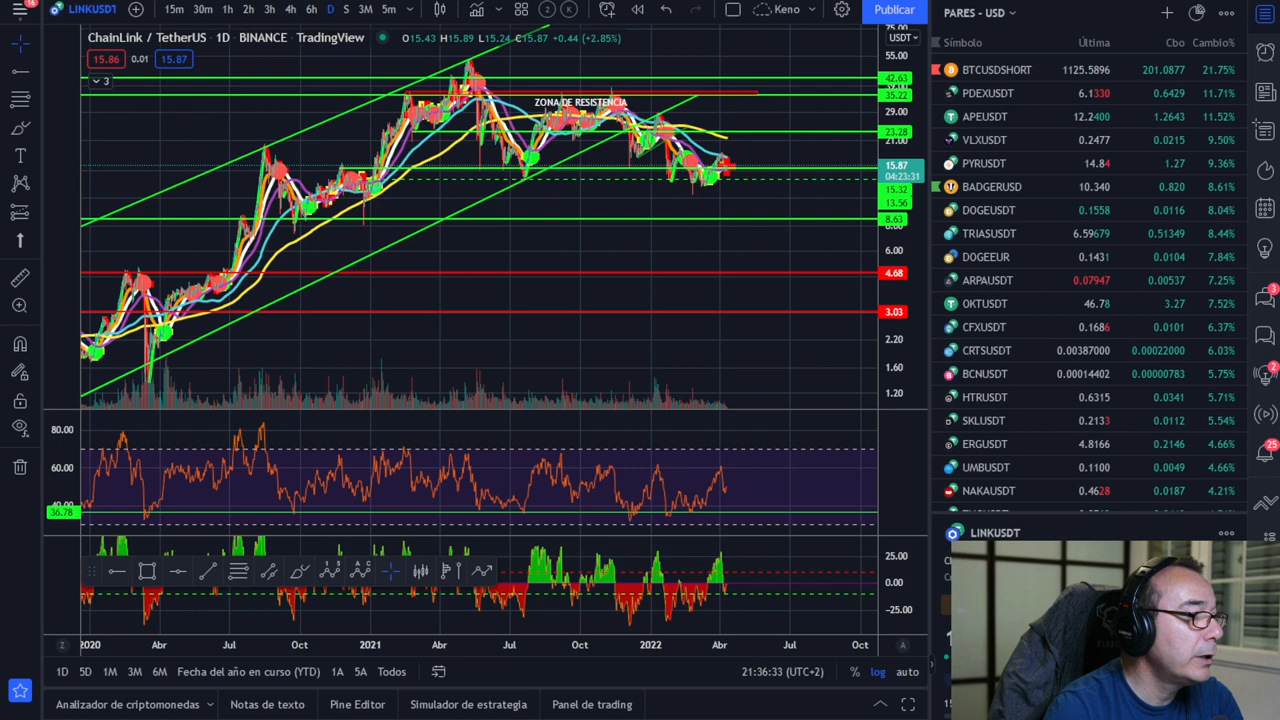 16
LINKUSDT
15m 30m 1h 2h 3h 4h 6h D S 3M 5m
2 K
Keno
Publicar
ChainLink / TetherUS · 1D · BINANCE · TradingView
O15.43 H15.89 L15.24 C15.87 +0.44 (+2.85%)
15.86 0.01 15.87
3
USDT
75.00
55.00
42.63
35.22
29.00
23.28
21.00
15.87
04:23:31
15.32
13.56
8.63
8.00
6.00
4.68
3.03
2.20
1.60
1.20
ZONA DE RESISTENCIA
80.00
60.00
40.00
36.78
25.00
0.00
−25.00
Z
2020 Abr Jul Oct 2021 Abr Jul Oct 2022 Abr Jul Oct
A
1D 5D 1M 3M 6M Fecha del año en curso (YTD) 1A 5A Todos
21:36:33 (UTC+2) % log auto
Analizador de criptomonedas Notas de texto Pine Editor Simulador de estrategia Panel de trading
PARES - USD
Símbolo Última Cbo Cambio%
BTCUSDSHORT 1125.5896 201.0877 21.75%
PDEXUSDT 6.1330 0.6429 11.71%
APEUSDT 12.2400 1.2643 11.52%
VLXUSDT 0.2477 0.0215 9.50%
PYRUSDT 14.84 1.27 9.36%
BADGERUSD 10.340 0.820 8.61%
DOGEUSDT 0.1558 0.0116 8.04%
TRIASUSDT 6.59679 0.51349 8.44%
DOGEEUR 0.1431 0.0104 7.84%
ARPAUSDT 0.07947 0.00537 7.25%
OKTUSDT 46.78 3.27 7.52%
CFXUSDT 0.1686 0.0101 6.37%
CRTSUSDT 0.00387000 0.00022000 6.03%
BCNUSDT 0.00014402 0.00000783 5.75%
HTRUSDT 0.6315 0.0341 5.71%
SKLUSDT 0.2133 0.0112 5.54%
ERGUSDT 4.8166 0.2146 4.66%
UMBUSDT 0.1100 0.0049 4.66%
NAKAUSDT 0.4628 0.0187 4.21%
LINKUSDT
3
2
25